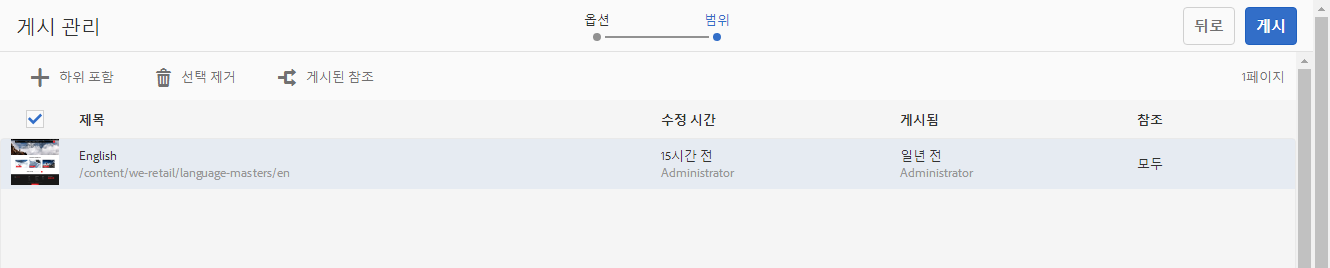 게시 관리
옵션
범위
뒤로
게시
하위 포함
선택 제거
게시된 참조
1페이지
제목
수정 시간
게시됨
참조
English
15시간 전
일년 전
모두
/content/we-retail/language-masters/en
Administrator
Administrator